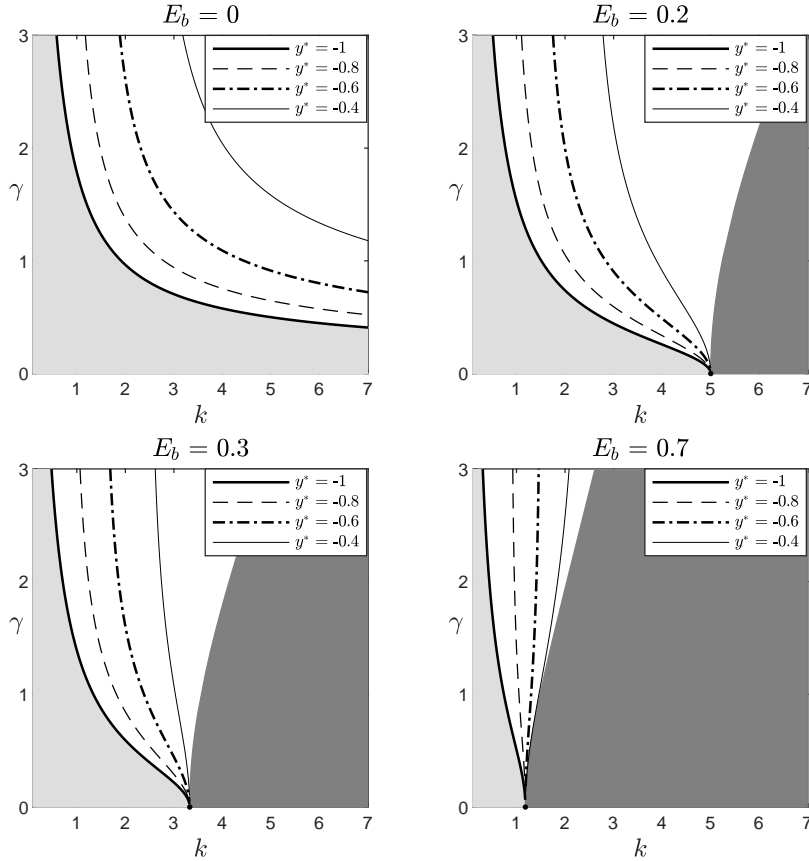 E_b = 0
3
2
γ
1
0
1 2 3 4 5 6 7
k
y* = -1
y* = -0.8
y* = -0.6
y* = -0.4
E_b = 0.2
3
2
γ
1
0
1 2 3 4 5 6 7
k
y* = -1
y* = -0.8
y* = -0.6
y* = -0.4
E_b = 0.3
3
2
γ
1
0
1 2 3 4 5 6 7
k
y* = -1
y* = -0.8
y* = -0.6
y* = -0.4
E_b = 0.7
3
2
γ
1
0
1 2 3 4 5 6 7
k
y* = -1
y* = -0.8
y* = -0.6
y* = -0.4